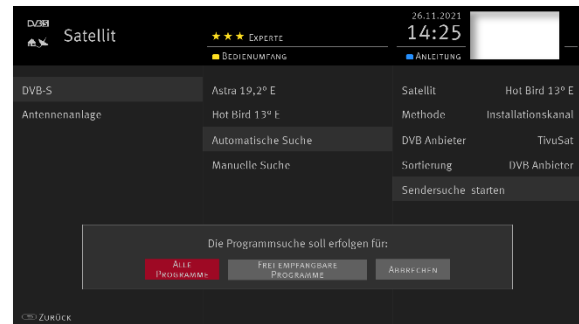 26.11.2021
Satellit
★★★ EXPERTE
14:25
BEDIENUMFANG
ANLEITUNG
DVB-S
Astra 19,2° E
Satellit
Hot Bird 13° E
Antennenanlage
Hot Bird 13° E
Methode
Installationskanal
Automatische Suche
DVB Anbieter
TivuSat
Manuelle Suche
Sortierung
DVB Anbieter
Sendersuche starten
Die Programmsuche soll erfolgen für:
ALLE
PROGRAMME
FREI EMPFANGBARE
PROGRAMME
ABBRECHEN
ZURÜCK